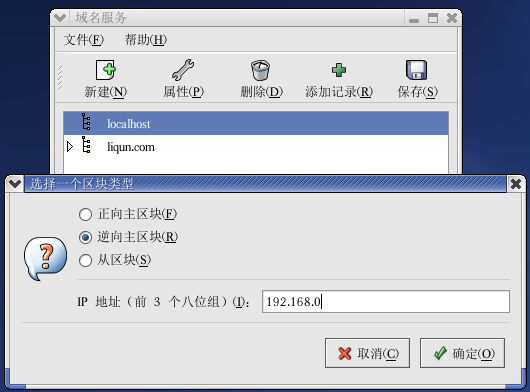 域名服务
文件(F) 帮助(H)
新建(N) 属性(P) 删除(D) 添加记录(R) 保存(S)
localhost
liqun.com
选择一个区块类型
正向主区块(F)
逆向主区块(R)
从区块(S)
IP 地址（前 3 个八位组）(I)： 192.168.0
取消(C) 确定(O)